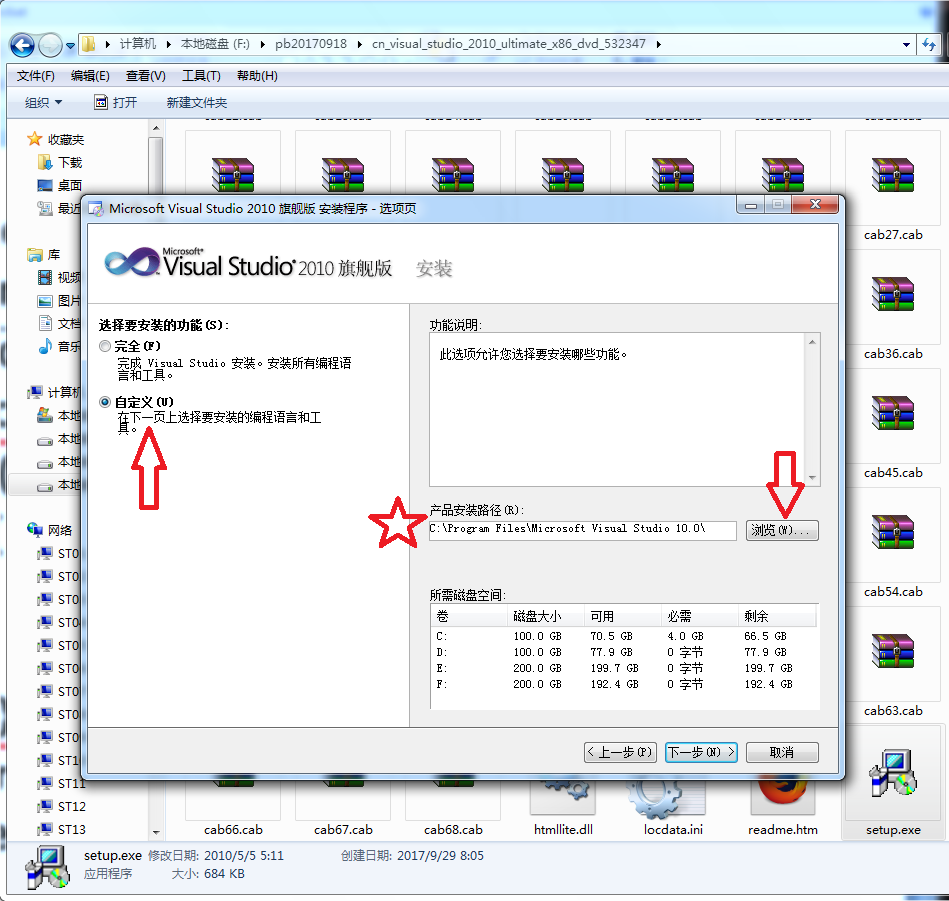 计算机 ▸ 本地磁盘 (F:) ▸ pb20170918 ▸ cn_visual_studio_2010_ultimate_x86_dvd_532347 ▸
文件(F) 编辑(E) 查看(V) 工具(T) 帮助(H)
组织 打开 新建文件夹
收藏夹
下载
桌面
最近
库
视频
图片
文档
音乐
计算机
本地
本地
本地
本地
网络
ST0
ST0
ST0
ST0
ST0
ST0
ST0
ST0
ST0
ST10
ST11
ST12
ST13
cab27.cab
cab36.cab
cab45.cab
cab54.cab
cab63.cab
Microsoft Visual Studio 2010 旗舰版 安装程序 - 选项页
Microsoft®
Visual Studio® 2010 旗舰版 安装
选择要安装的功能(S):
完全(F)
完成 Visual Studio 安装。安装所有编程语
言和工具。
自定义(U)
在下一页上选择要安装的编程语言和工
具。
功能说明:
此选项允许您选择要安装哪些功能。
产品安装路径(R):
C:\Program Files\Microsoft Visual Studio 10.0\
浏览(W)...
所需磁盘空间:
卷 磁盘大小 可用 必需 剩余
C: 100.0 GB 70.5 GB 4.0 GB 66.5 GB
D: 100.0 GB 77.9 GB 0 字节 77.9 GB
E: 200.0 GB 199.7 GB 0 字节 199.7 GB
F: 200.0 GB 192.4 GB 0 字节 192.4 GB
< 上一步(P) 下一步(N) > 取消
cab66.cab cab67.cab cab68.cab htmllite.dll locdata.ini readme.htm setup.exe
setup.exe 修改日期: 2010/5/5 5:11 创建日期: 2017/9/29 8:05
应用程序 大小: 684 KB